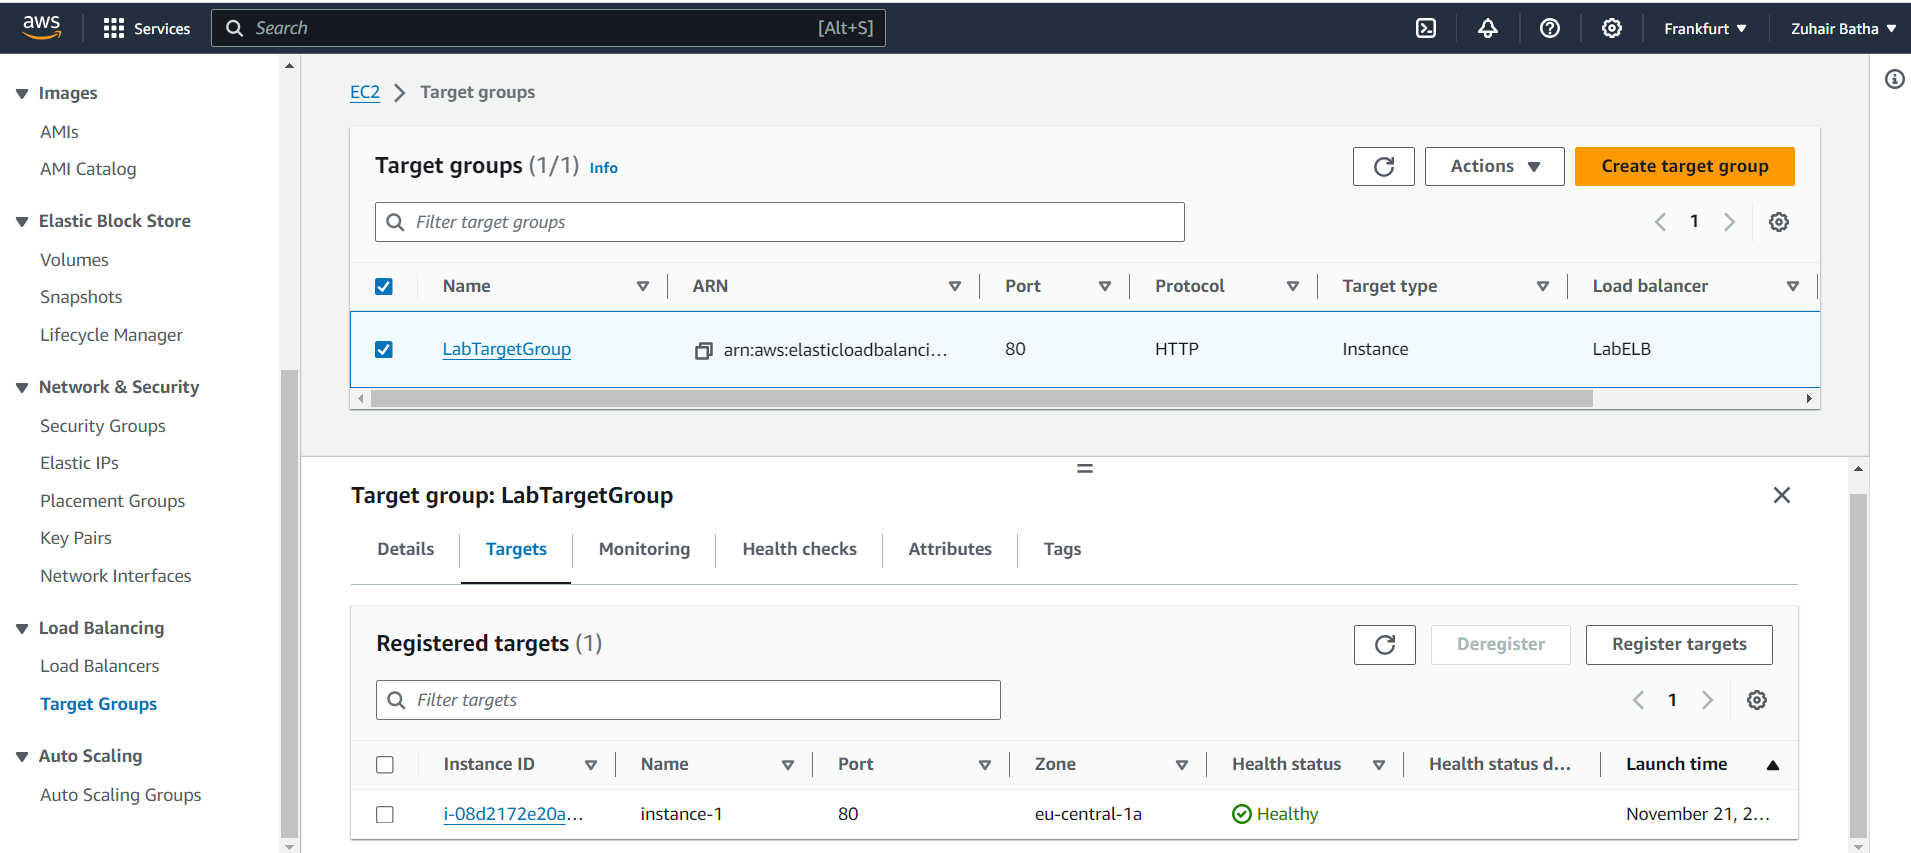 aws
Services
Search [Alt+S]
Frankfurt
Zuhair Batha
Images
AMIs
AMI Catalog
Elastic Block Store
Volumes
Snapshots
Lifecycle Manager
Network & Security
Security Groups
Elastic IPs
Placement Groups
Key Pairs
Network Interfaces
Load Balancing
Load Balancers
Target Groups
Auto Scaling
Auto Scaling Groups
EC2 Target groups
Target groups (1/1) Info
Actions
Create target group
Filter target groups
1
Name ARN Port Protocol Target type Load balancer
LabTargetGroup arn:aws:elasticloadbalanci... 80 HTTP Instance LabELB
Target group: LabTargetGroup
Details Targets Monitoring Health checks Attributes Tags
Registered targets (1)
Deregister
Register targets
Filter targets
1
Instance ID Name Port Zone Health status Health status d... Launch time
i-08d2172e20a... instance-1 80 eu-central-1a Healthy November 21, 2...